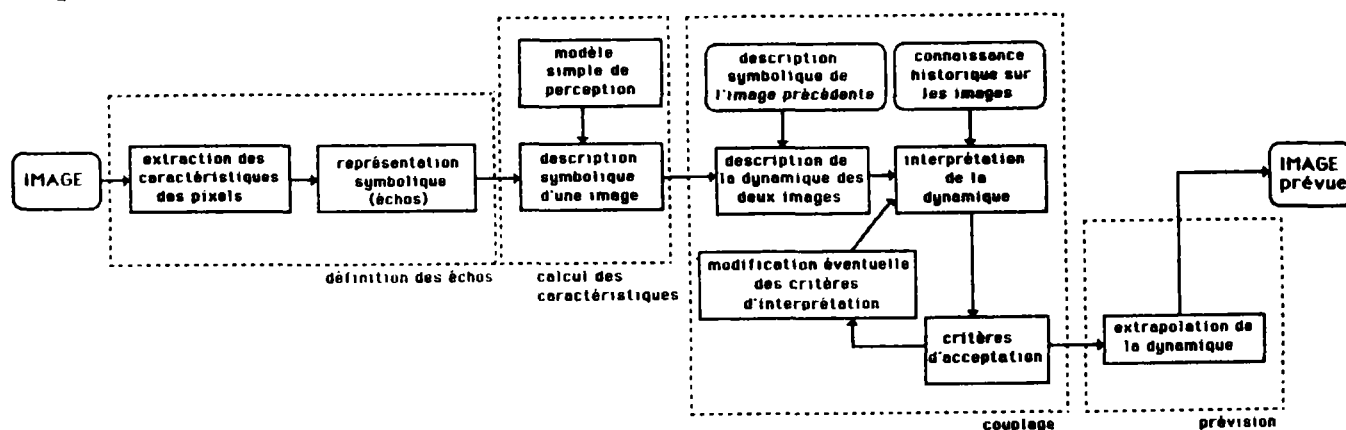 IMAGE
extraction des
caractéristiques
des pixels
représentation
symbolique
(échos)
définition des échos
modèle
simple de
perception
description
symbolique
d'une image
calcul des
caractéristiques
description
symbolique de
l'image précédente
connaissance
historique sur
les images
description de
la dynamique des
deux images
interprétation
de la
dynamique
modification éventuelle
des critères
d'interprétation
critères
d'acceptation
couplage
extrapolation de
la dynamique
prévision
IMAGE
prévue